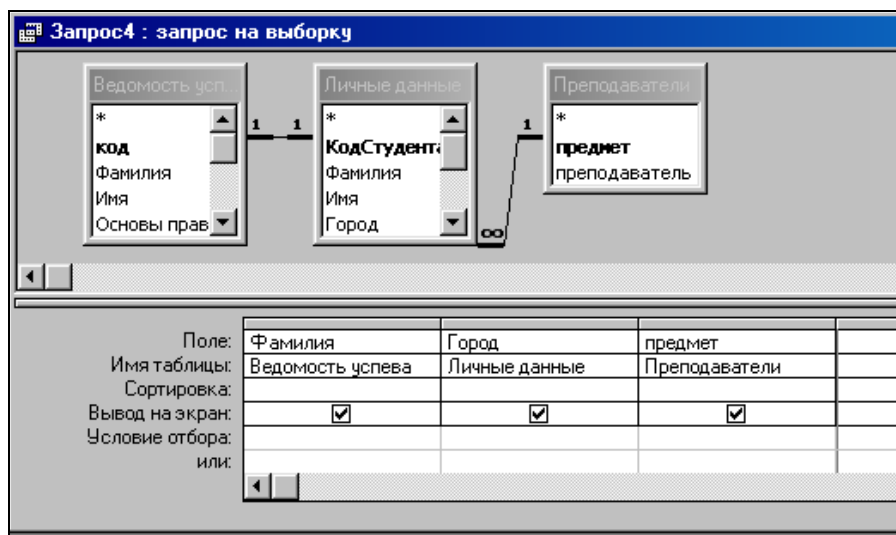 Запрос4 : запрос на выборку
Ведомость усп...
*
код
Фамилия
Имя
Основы прав
1 1
Личные данные
*
КодСтудента
Фамилия
Имя
Город
1
∞
Преподаватели
*
предмет
преподаватель
Поле: Фамилия Город предмет
Имя таблицы: Ведомость успева Личные данные Преподаватели
Сортировка:
Вывод на экран:
Условие отбора:
или: